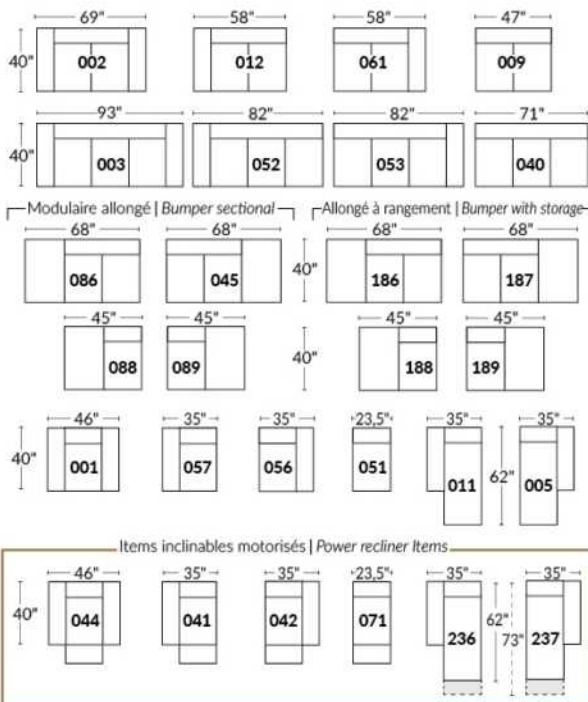 69" 58" 58" 47"
40" 002 012 061 009
93" 82" 82" 71"
40" 003 052 053 040
Modulaire allongé | Bumper sectional Allongé à rangement | Bumper with storage
68" 68" 68" 68"
086 045 40" 186 187
45" 45" 45" 45"
088 089 40" 188 189
46" 35" 35" 23,5" 35" 35"
40" 001 057 056 051 011 62" 005
Items inclinables motorisés | Power recliner Items
46" 35" 35" 23,5" 35" 35"
40" 044 041 042 071 236 62" 73" 237